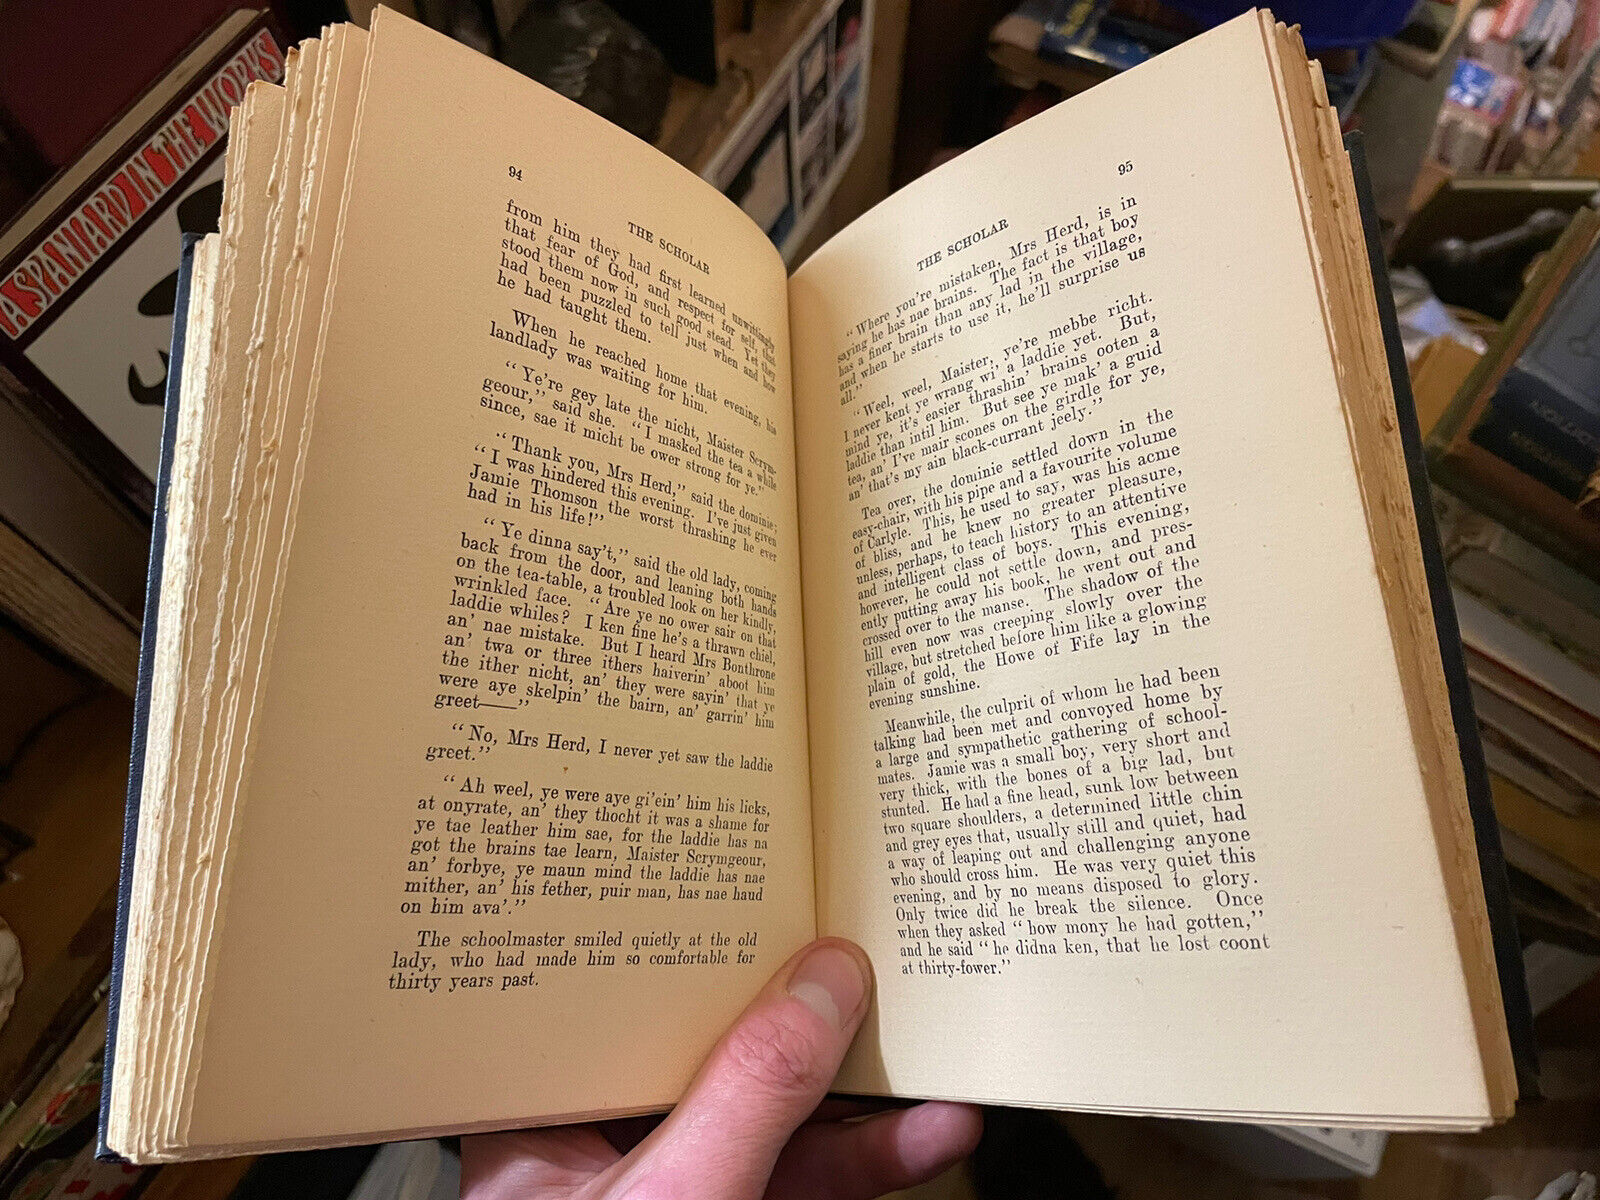 A SPANIARD IN THE WORKS
94
THE SCHOLAR
from him they had first learned unwittingly
that fear of God, and respect for self, that
stood them now in such good stead. Yet they
had been puzzled to tell just when and how
he had taught them.
When he reached home that evening, his
landlady was waiting for him.
“Ye're gey late the nicht, Maister Scrym-
geour,” said she. “I masked the tea a while
since, sae it micht be ower strong for ye.”
“Thank you, Mrs Herd,” said the dominie;
“I was hindered this evening. I've just given
Jamie Thomson the worst thrashing he ever
had in his life!”
“Ye dinna say't,” said the old lady, coming
back from the door, and leaning both hands
on the tea-table, a troubled look on her kindly,
wrinkled face. “Are ye no ower sair on that
laddie whiles? I ken fine he's a thrawn chiel,
an' nae mistake. But I heard Mrs Bonthrone
an' twa or three ithers haiverin' aboot him
the ither nicht, an' they were sayin' that ye
were aye skelpin' the bairn, an' garrin' him
greet——”
“No, Mrs Herd, I never yet saw the laddie
greet.”
“Ah weel, ye were aye gi'ein' him his licks,
at onyrate, an' they thocht it was a shame for
ye tae leather him sae, for the laddie has na
got the brains tae learn, Maister Scrymgeour,
an' forbye, ye maun mind the laddie has nae
mither, an' his fether, puir man, has nae haud
on him ava'.”
The schoolmaster smiled quietly at the old
lady, who had made him so comfortable for
thirty years past.
95
THE SCHOLAR
“Where you're mistaken, Mrs Herd, is in
saying he has nae brains. The fact is that boy
has a finer brain than any lad in the village,
and when he starts to use it, he'll surprise us
all.”
“Weel, weel, Maister, ye're mebbe richt.
I never kent ye wrang wi' a laddie yet. But,
mind ye, it's easier thrashin' brains ooten a
laddie than intil him. But see ye mak' a guid
tea, an' I've mair scones on the girdle for ye,
an' that's my ain black-currant jeely.”
Tea over, the dominie settled down in the
easy-chair, with his pipe and a favourite volume
of Carlyle. This, he used to say, was his acme
of bliss, and he knew no greater pleasure,
unless, perhaps, to teach history to an attentive
and intelligent class of boys. This evening,
however, he could not settle down, and pres-
ently putting away his book, he went out and
crossed over to the manse. The shadow of the
hill even now was creeping slowly over the
village, but stretched before him like a glowing
plain of gold, the Howe of Fife lay in the
evening sunshine.
Meanwhile, the culprit of whom he had been
talking had been met and convoyed home by
a large and sympathetic gathering of school-
mates. Jamie was a small boy, very short and
very thick, with the bones of a big lad, but
stunted. He had a fine head, sunk low between
two square shoulders, a determined little chin
and grey eyes that, usually still and quiet, had
a way of leaping out and challenging anyone
who should cross him. He was very quiet this
evening, and by no means disposed to glory.
Only twice did he break the silence. Once
when they asked “how mony he had gotten,”
and he said “he didna ken, that he lost coont
at thirty-fower.”